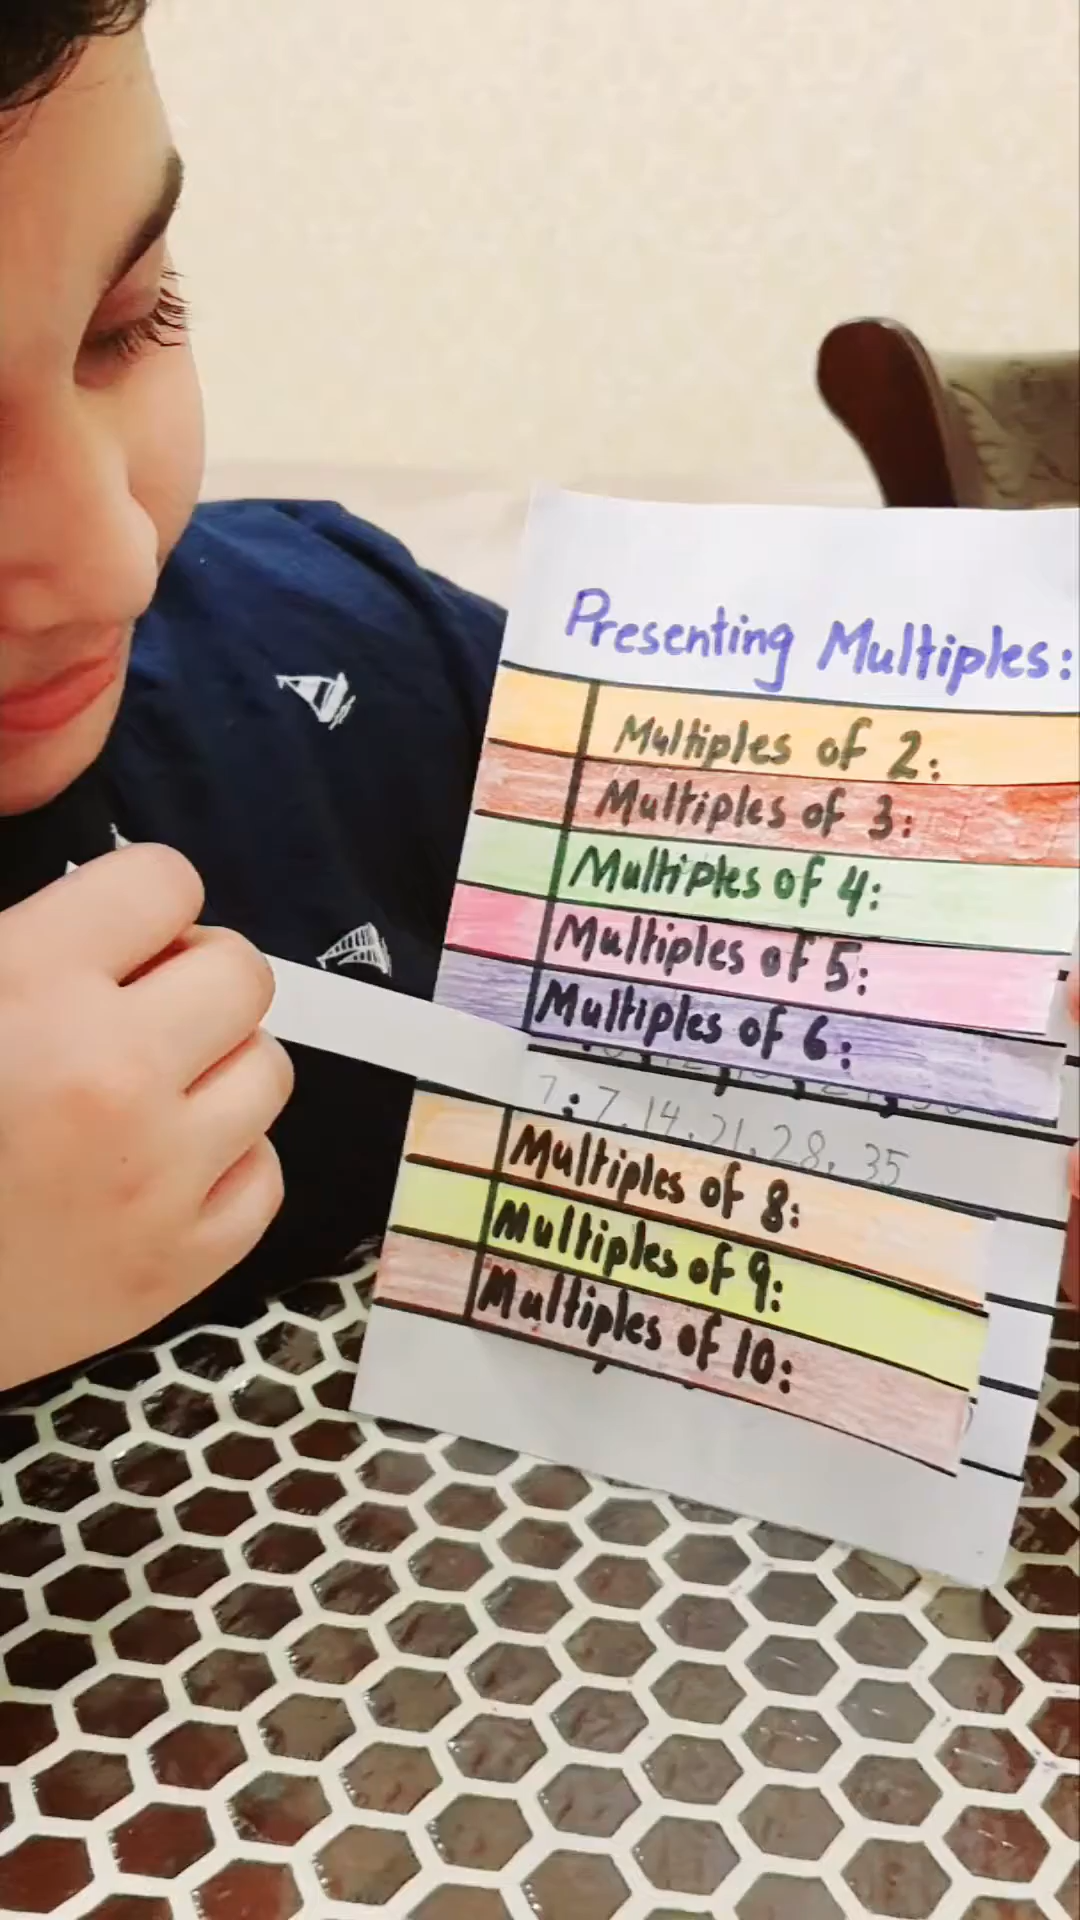 Presenting Multiples:
Multiples of 2:
Multiples of 3:
Multiples of 4:
Multiples of 5:
Multiples of 6:
7: 7, 14, 21, 28, 35
Multiples of 8:
Multiples of 9:
Multiples of 10: